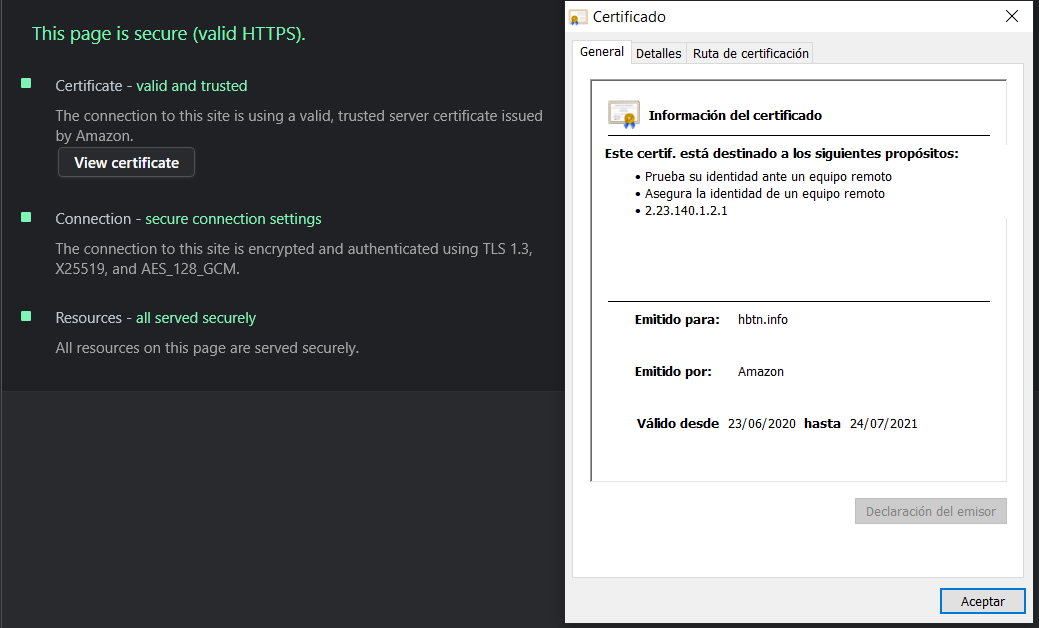 This page is secure (valid HTTPS).
Certificate - valid and trusted
The connection to this site is using a valid, trusted server certificate issued
by Amazon.
View certificate
Connection - secure connection settings
The connection to this site is encrypted and authenticated using TLS 1.3,
X25519, and AES_128_GCM.
Resources - all served securely
All resources on this page are served securely.
Certificado
General Detalles Ruta de certificación
Información del certificado
Este certif. está destinado a los siguientes propósitos:
• Prueba su identidad ante un equipo remoto
• Asegura la identidad de un equipo remoto
• 2.23.140.1.2.1
Emitido para: hbtn.info
Emitido por: Amazon
Válido desde 23/06/2020 hasta 24/07/2021
Declaración del emisor
Aceptar